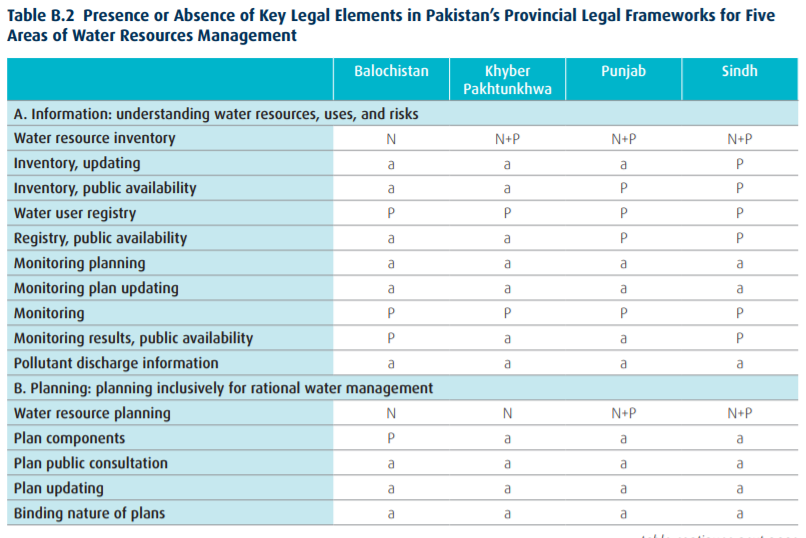 Table B.2 Presence or Absence of Key Legal Elements in Pakistan's Provincial Legal Frameworks for Five
Areas of Water Resources Management
Balochistan Khyber Pakhtunkhwa Punjab Sindh
A. Information: understanding water resources, uses, and risks
Water resource inventory N N+P N+P N+P
Inventory, updating a a a P
Inventory, public availability a a P P
Water user registry P P P P
Registry, public availability a a P P
Monitoring planning a a a a
Monitoring plan updating a a a a
Monitoring P P P P
Monitoring results, public availability P a a P
Pollutant discharge information a a a a
B. Planning: planning inclusively for rational water management
Water resource planning N N N+P N+P
Plan components P a a a
Plan public consultation a a a a
Plan updating a a a a
Binding nature of plans a a a a